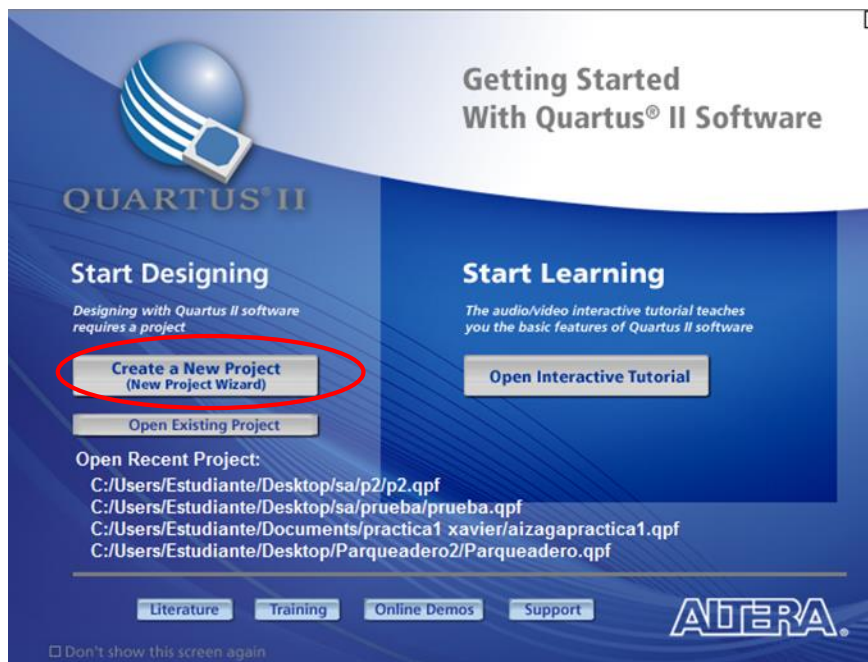 Getting Started
With Quartus® II Software
QUARTUS® II
Start Designing
Designing with Quartus II software
requires a project
Create a New Project
(New Project Wizard)
Open Existing Project
Open Recent Project:
C:/Users/Estudiante/Desktop/sa/p2/p2.qpf
C:/Users/Estudiante/Desktop/sa/prueba/prueba.qpf
C:/Users/Estudiante/Documents/practica1 xavier/aizagapractica1.qpf
C:/Users/Estudiante/Desktop/Parqueadero2/Parqueadero.qpf
Start Learning
The audio/video interactive tutorial teaches
you the basic features of Quartus II software
Open Interactive Tutorial
Literature
Training
Online Demos
Support
ALTERA®
Don't show this screen again